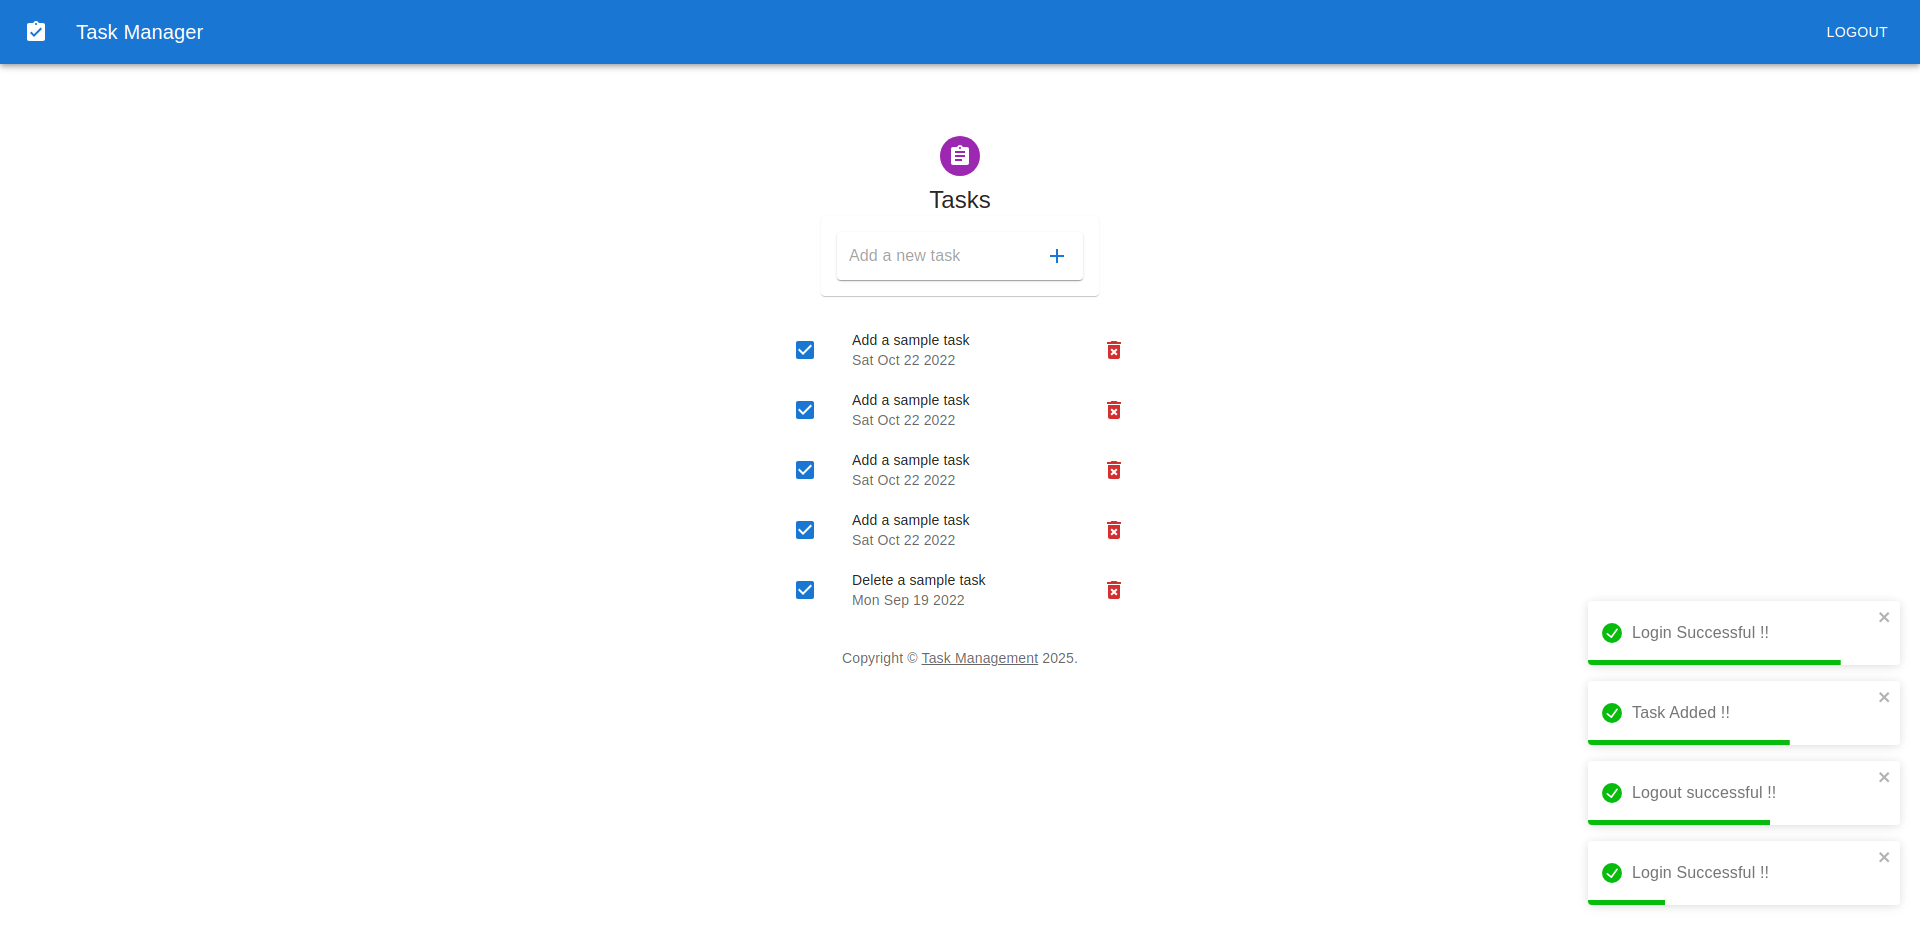 Task Manager
LOGOUT
Tasks
Add a new task
Add a sample task
Sat Oct 22 2022
Add a sample task
Sat Oct 22 2022
Add a sample task
Sat Oct 22 2022
Add a sample task
Sat Oct 22 2022
Delete a sample task
Mon Sep 19 2022
Copyright © Task Management 2025.
Login Successful !!
Task Added !!
Logout successful !!
Login Successful !!